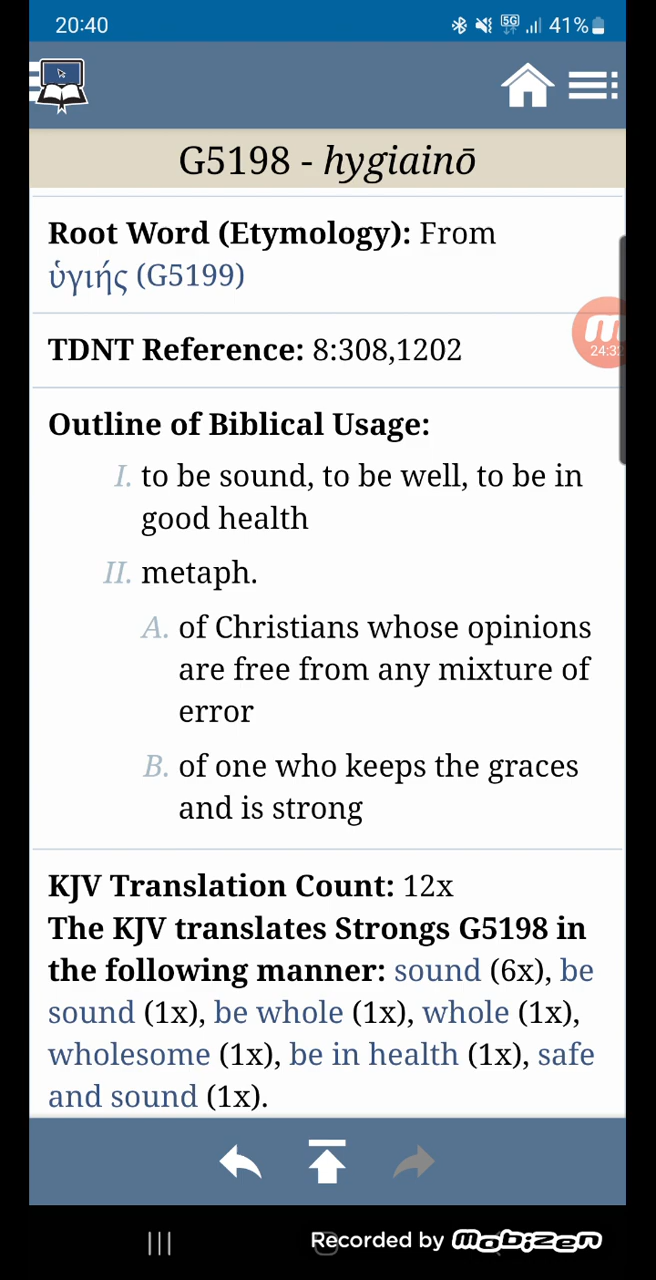 20:40
5G
41%
G5198 - hygiainō
Root Word (Etymology): From
ὑγιής (G5199)
TDNT Reference: 8:308,1202
24:32
Outline of Biblical Usage:
I. to be sound, to be well, to be in
good health
II. metaph.
A. of Christians whose opinions
are free from any mixture of
error
B. of one who keeps the graces
and is strong
KJV Translation Count: 12x
The KJV translates Strongs G5198 in
the following manner: sound (6x), be
sound (1x), be whole (1x), whole (1x),
wholesome (1x), be in health (1x), safe
and sound (1x).
Recorded by mobizen